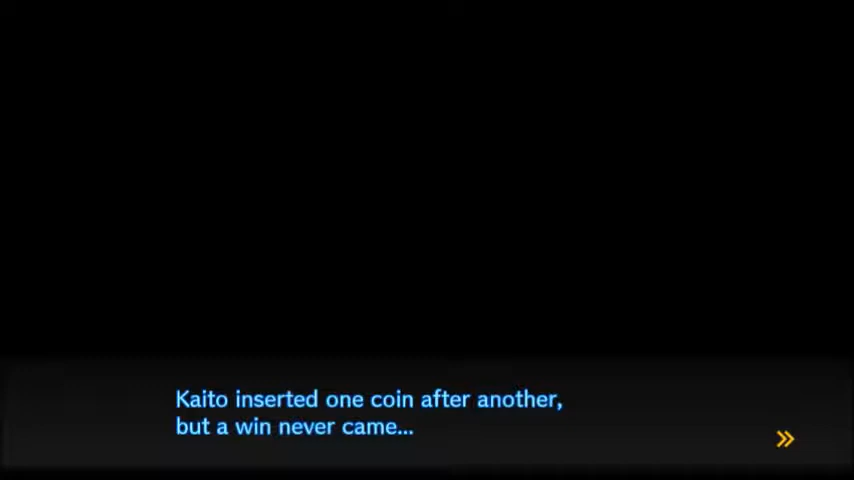 Kaito inserted one coin after another,
but a win never came...